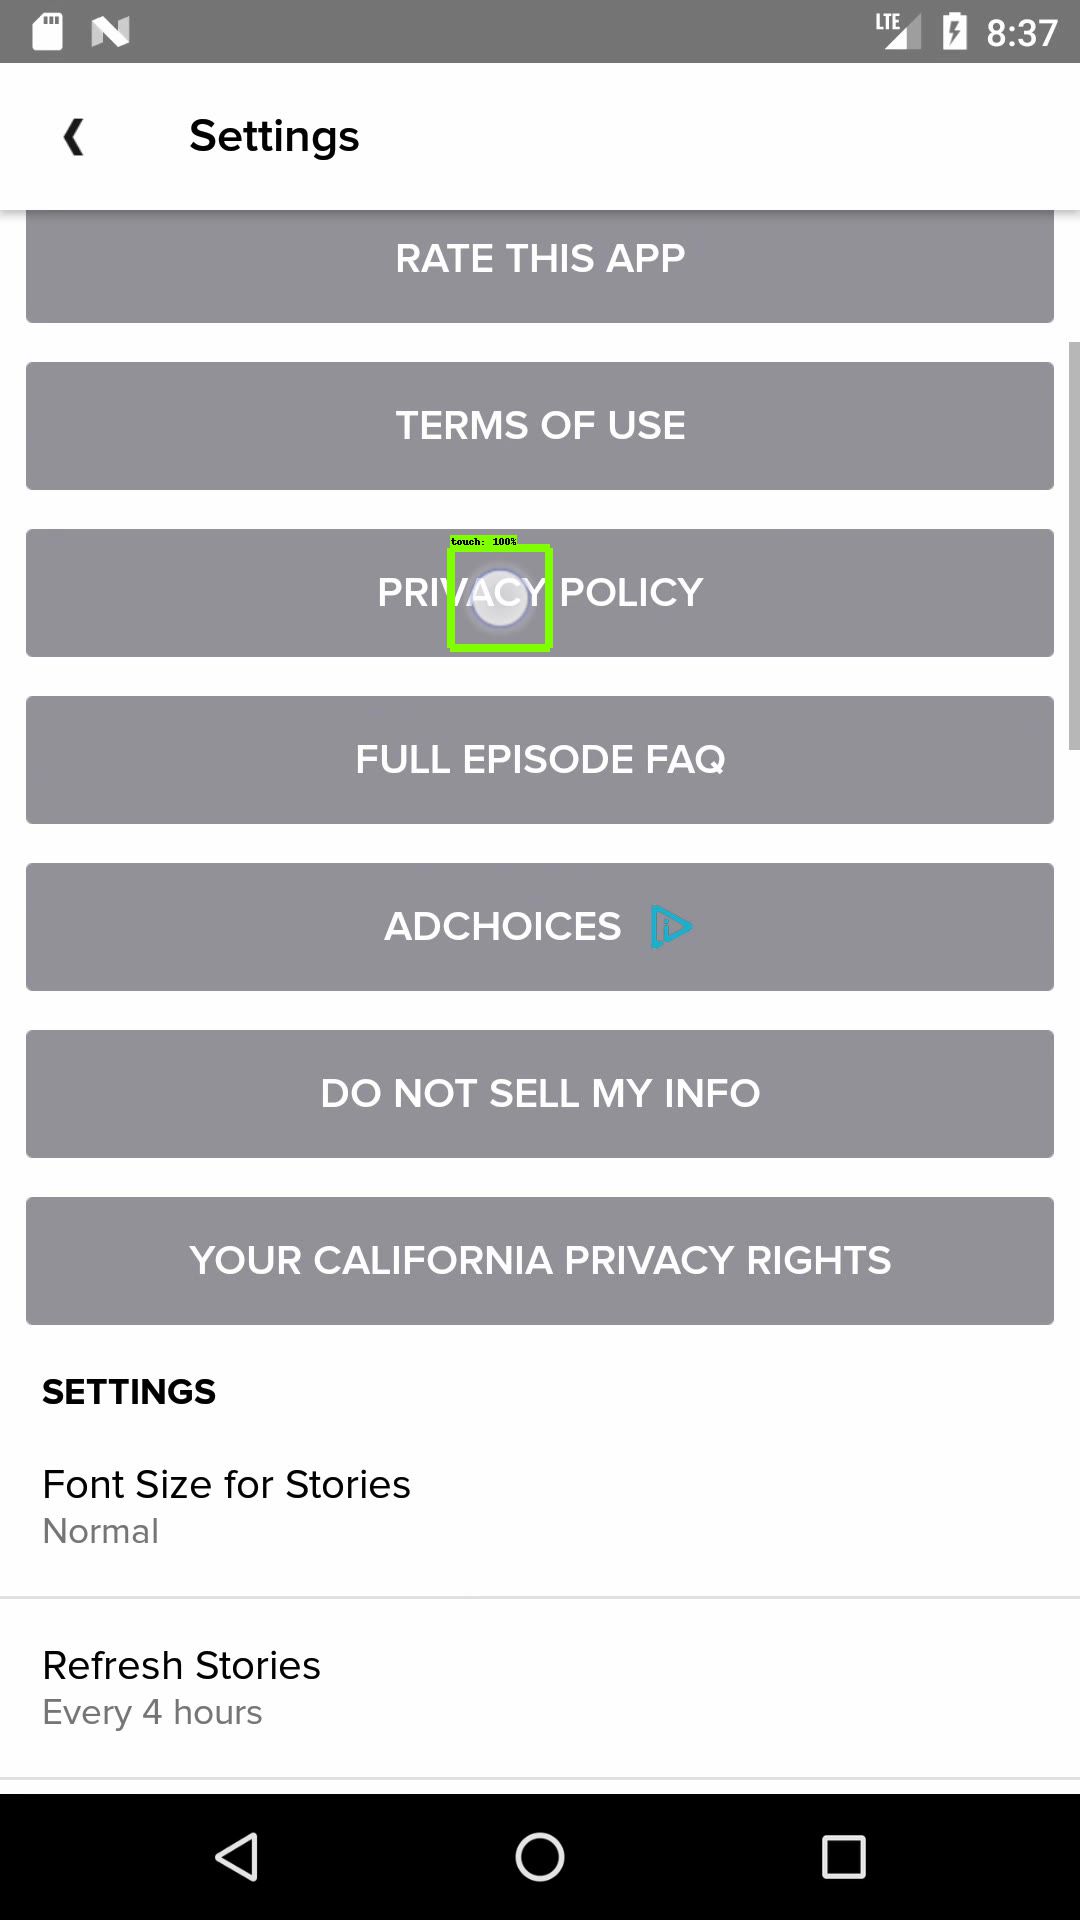 LTE 8:37
Settings
RATE THIS APP
TERMS OF USE
touch: 100%
PRIVACY POLICY
FULL EPISODE FAQ
ADCHOICES
DO NOT SELL MY INFO
YOUR CALIFORNIA PRIVACY RIGHTS
SETTINGS
Font Size for Stories
Normal
Refresh Stories
Every 4 hours